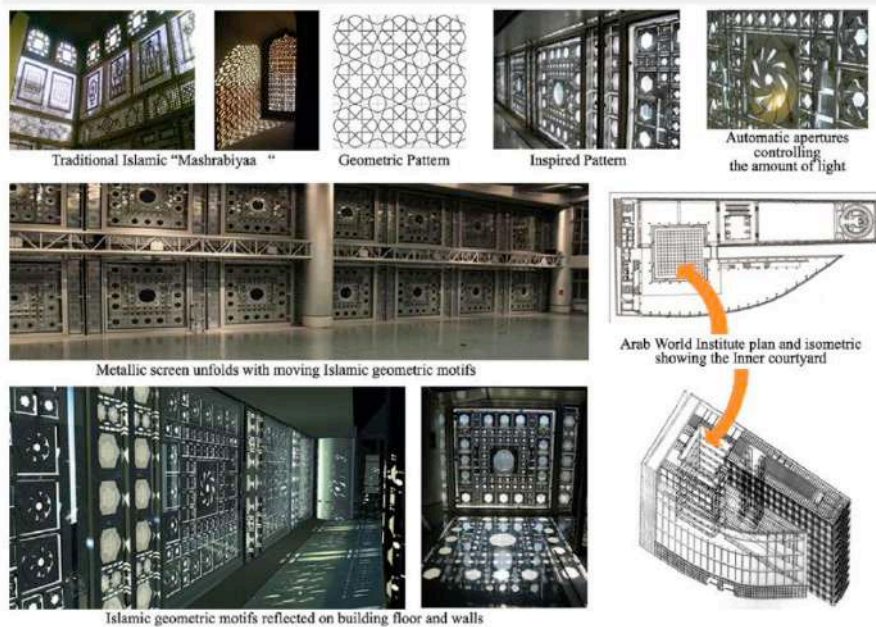 Traditional Islamic “Mashrabiyaa “
Geometric Pattern
Inspired Pattern
Automatic apertures
controlling
the amount of light
Metallic screen unfolds with moving Islamic geometric motifs
Arab World Institute plan and isometric
showing the Inner courtyard
Islamic geometric motifs reflected on building floor and walls